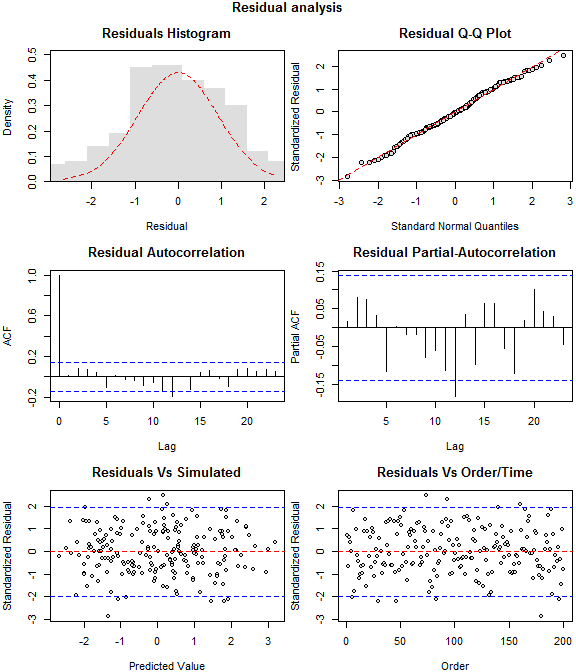 Residual analysis
Residuals Histogram
Density
0.0 0.1 0.2 0.3 0.4 0.5
-2 -1 0 1 2
Residual
Residual Q-Q Plot
Standardized Residual
-3 -2 -1 0 1 2
-3 -2 -1 0 1 2 3
Standard Normal Quantiles
Residual Autocorrelation
ACF
-0.2 0.2 0.6 1.0
0 5 10 15 20
Lag
Residual Partial-Autocorrelation
Partial ACF
-0.15 -0.05 0.05 0.15
5 10 15 20
Lag
Residuals Vs Simulated
Standardized Residual
-3 -2 -1 0 1 2
-2 -1 0 1 2 3
Predicted Value
Residuals Vs Order/Time
Standardized Residual
-3 -2 -1 0 1 2
0 50 100 150 200
Order